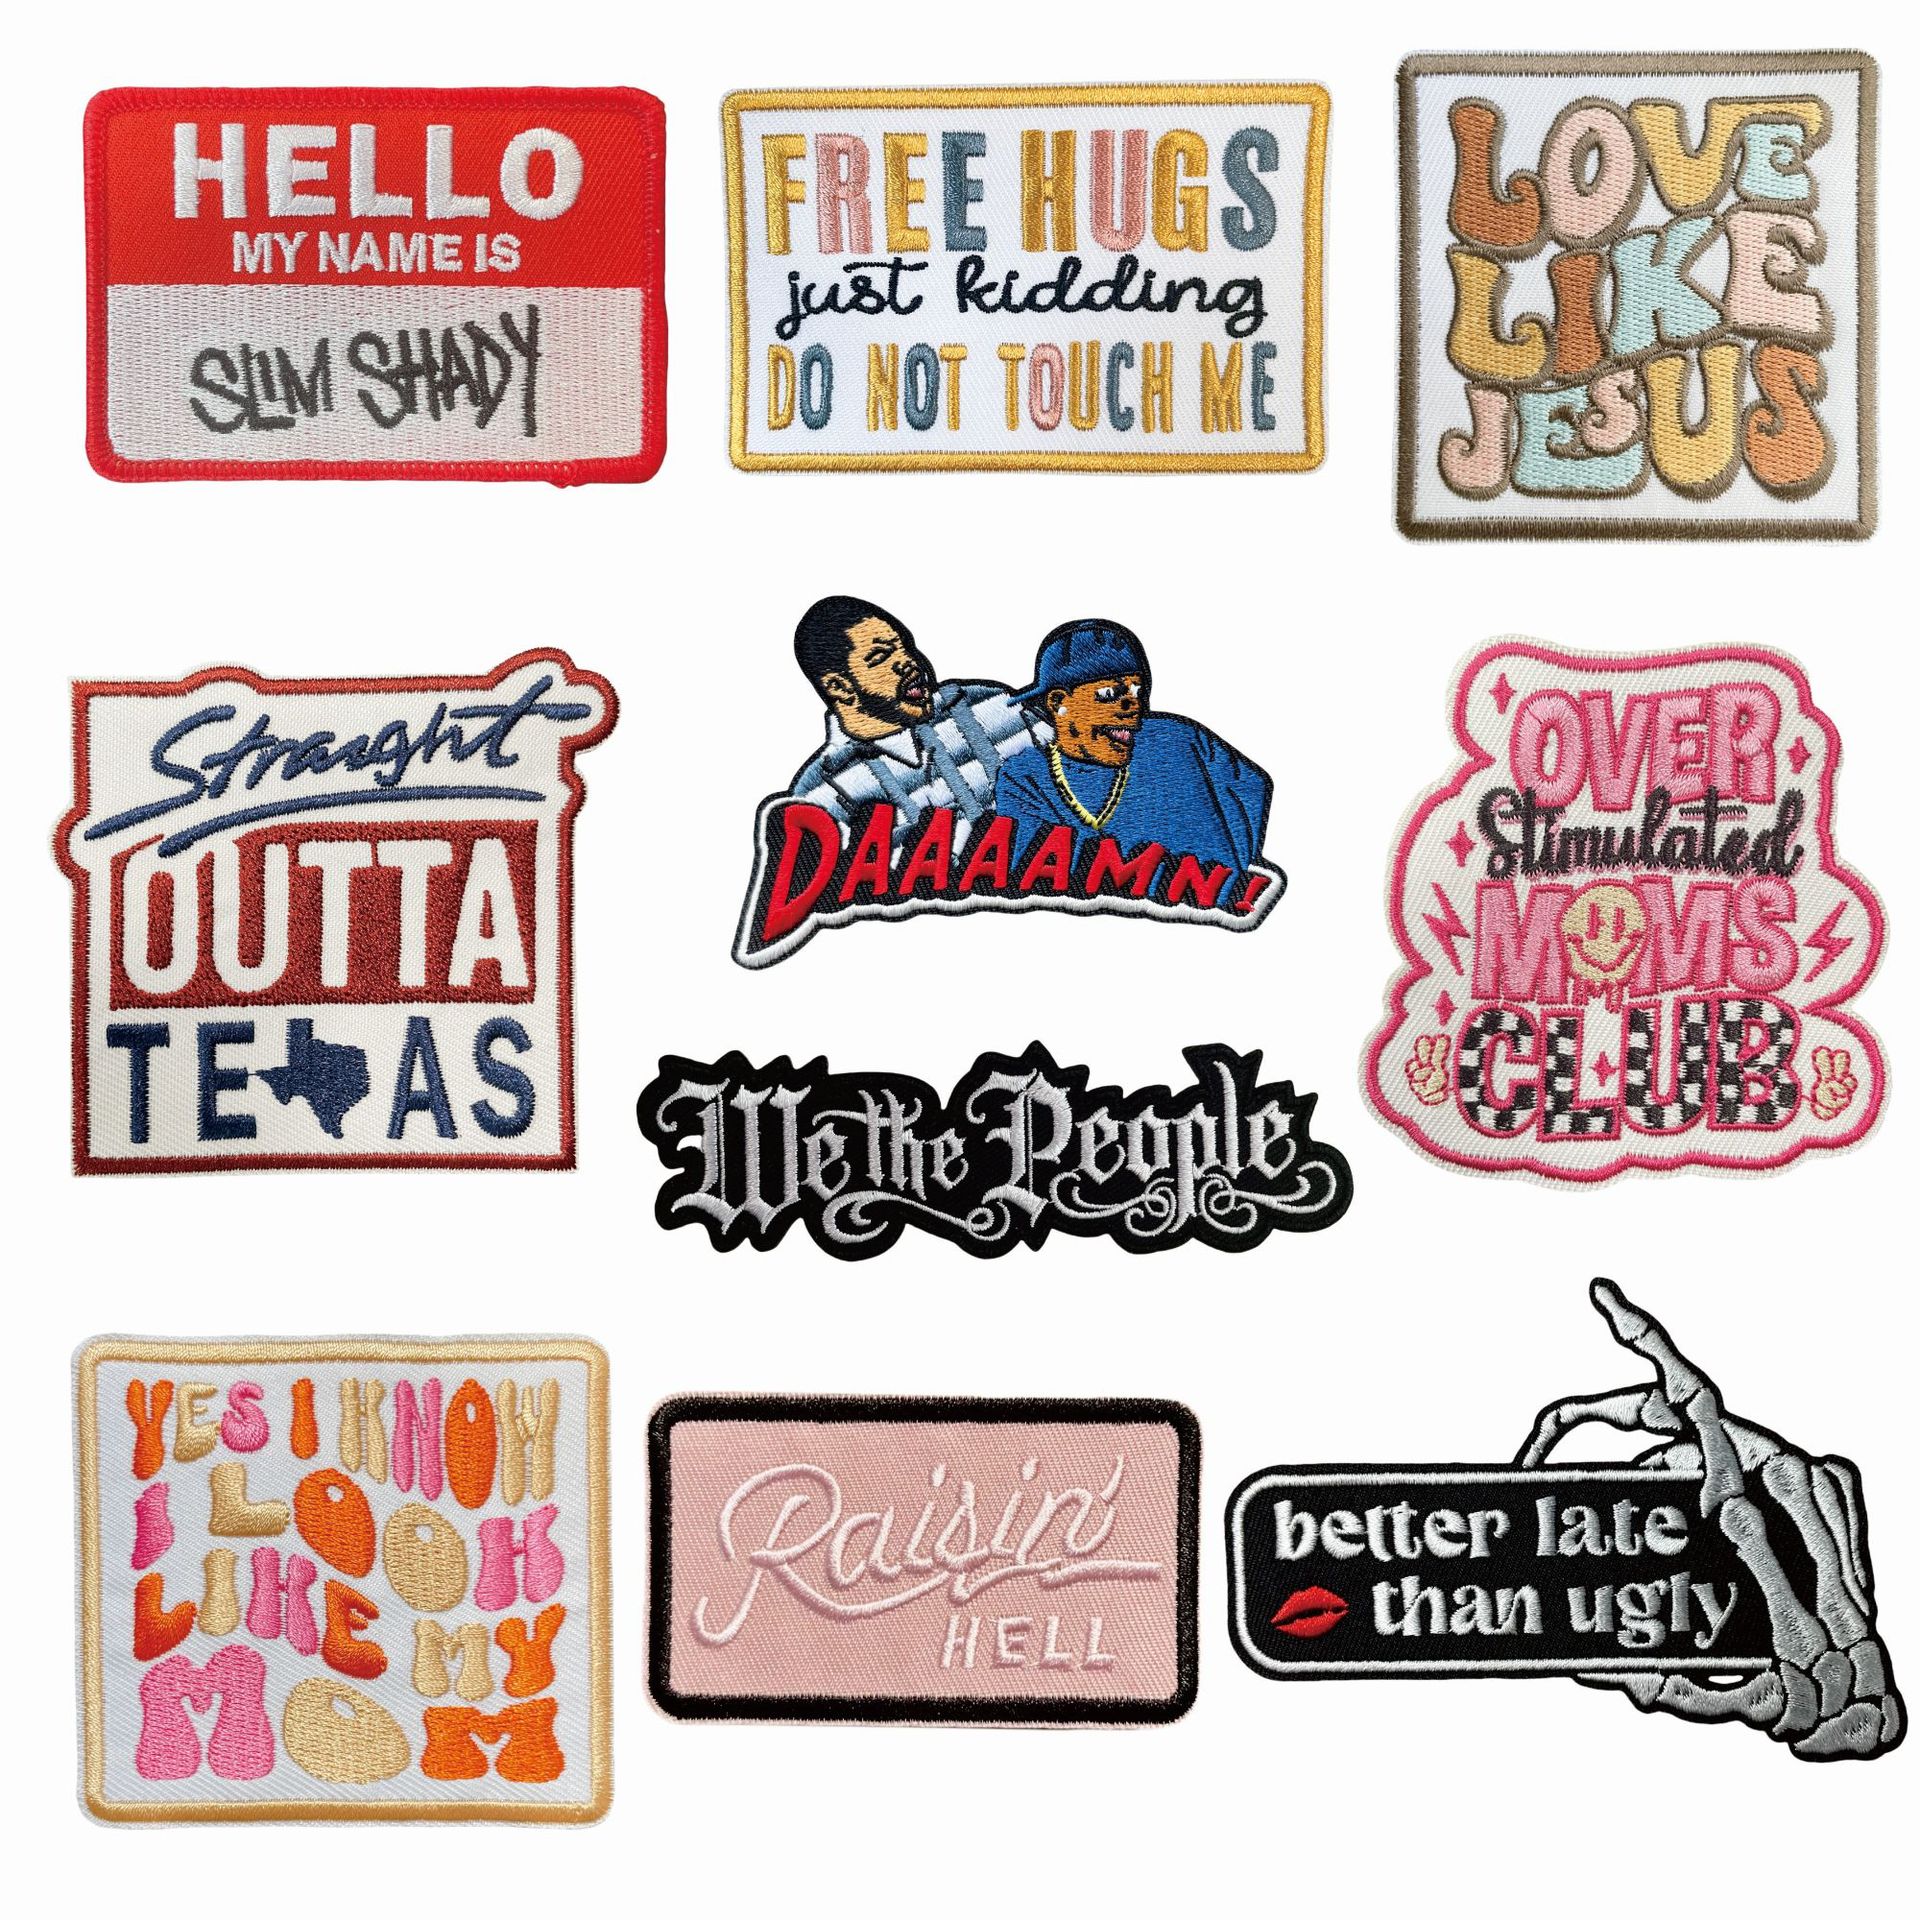 HELLO
MY NAME IS
SLIM SHADY
FREE HUGS
just kidding
DO NOT TOUCH ME
LOVE
LIKE
JESUS
Straight
OUTTA
TEXAS
DAAAAMN!
OVER
Stimulated
MOMS
CLUB
We the People
YES I KNOW
I LOOK
LIKE MY
MOM
Raisin'
HELL
better late
than ugly